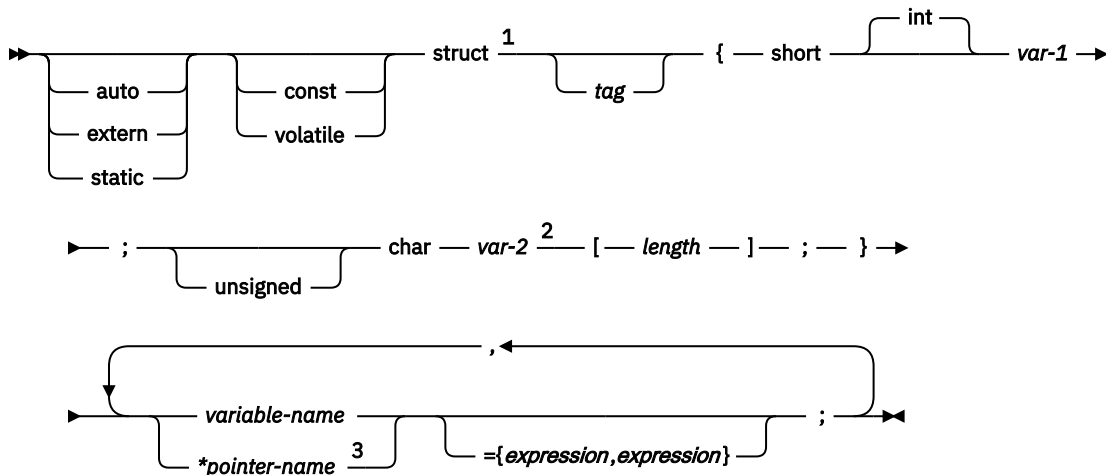 int
struct 1 { short var-1
auto const tag
extern volatile
static
; char var-2 2 [ length ] ; }
unsigned
,
variable-name ;
*pointer-name 3 ={expression,expression}